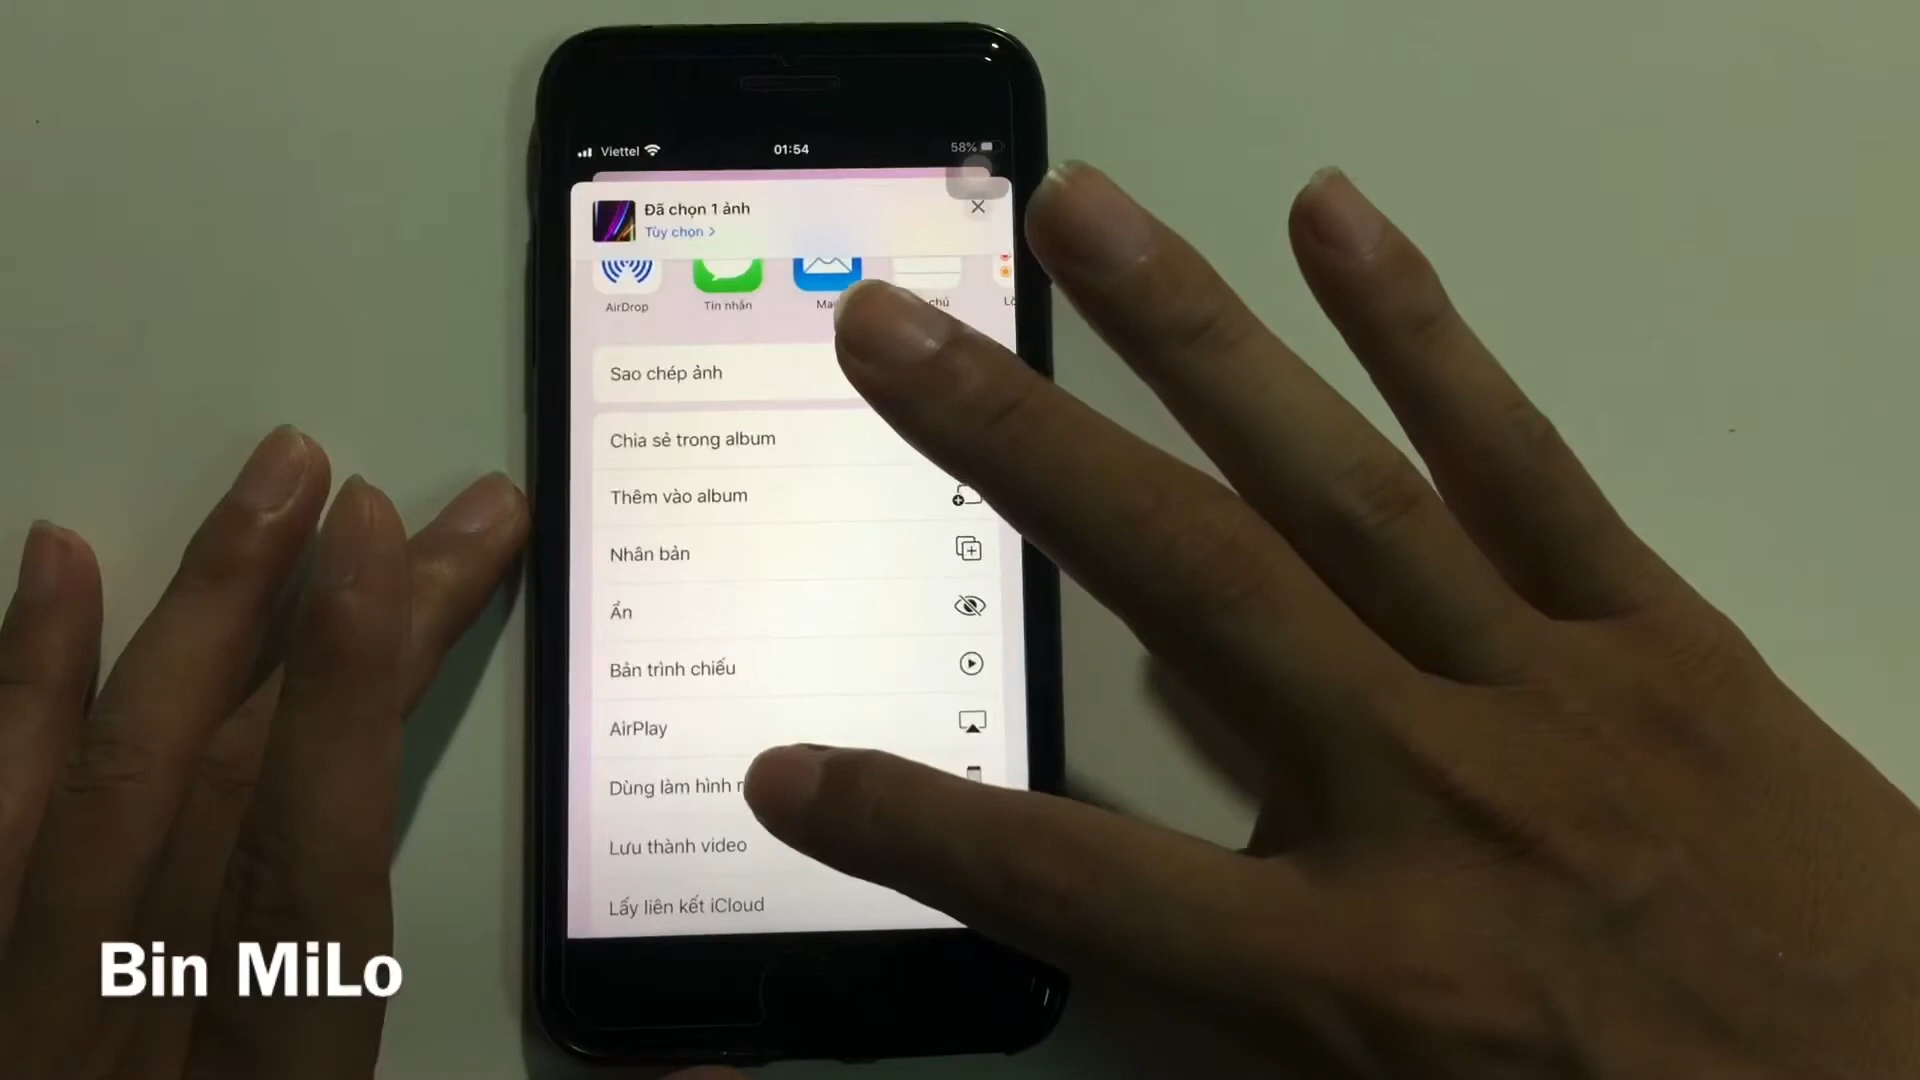 Viettel
01:54
58%
Đã chọn 1 ảnh
Tùy chọn >
AirDrop
Tin nhắn
Sao chép ảnh
Chia sẻ trong album
Thêm vào album
Nhân bản
Ẩn
Bản trình chiếu
AirPlay
Dùng làm hình
Lưu thành video
Lấy liên kết iCloud
Bin MiLo